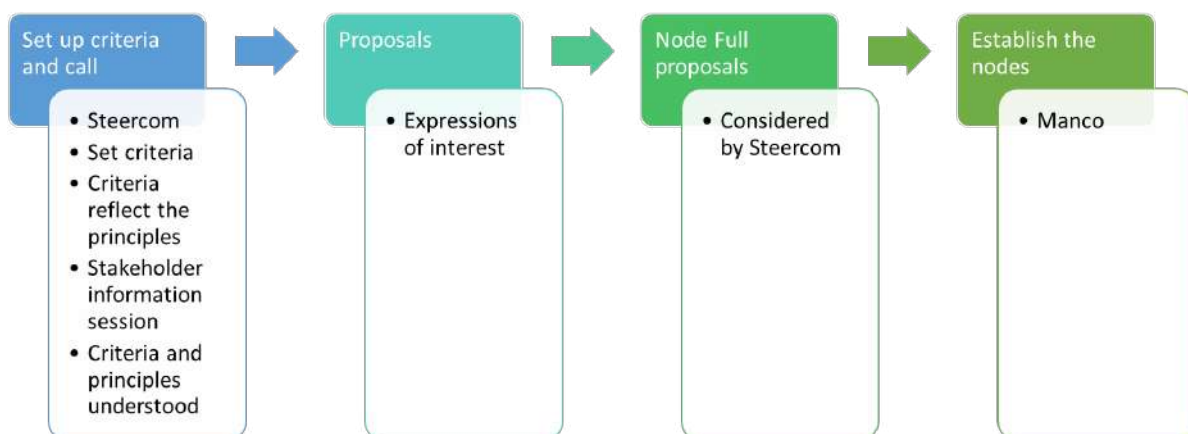 Set up criteria
and call
• Steercom
• Set criteria
• Criteria
reflect the
principles
• Stakeholder
information
session
• Criteria and
principles
understood
Proposals
• Expressions
of interest
Node Full
proposals
• Considered
by Steercom
Establish the
nodes
• Manco